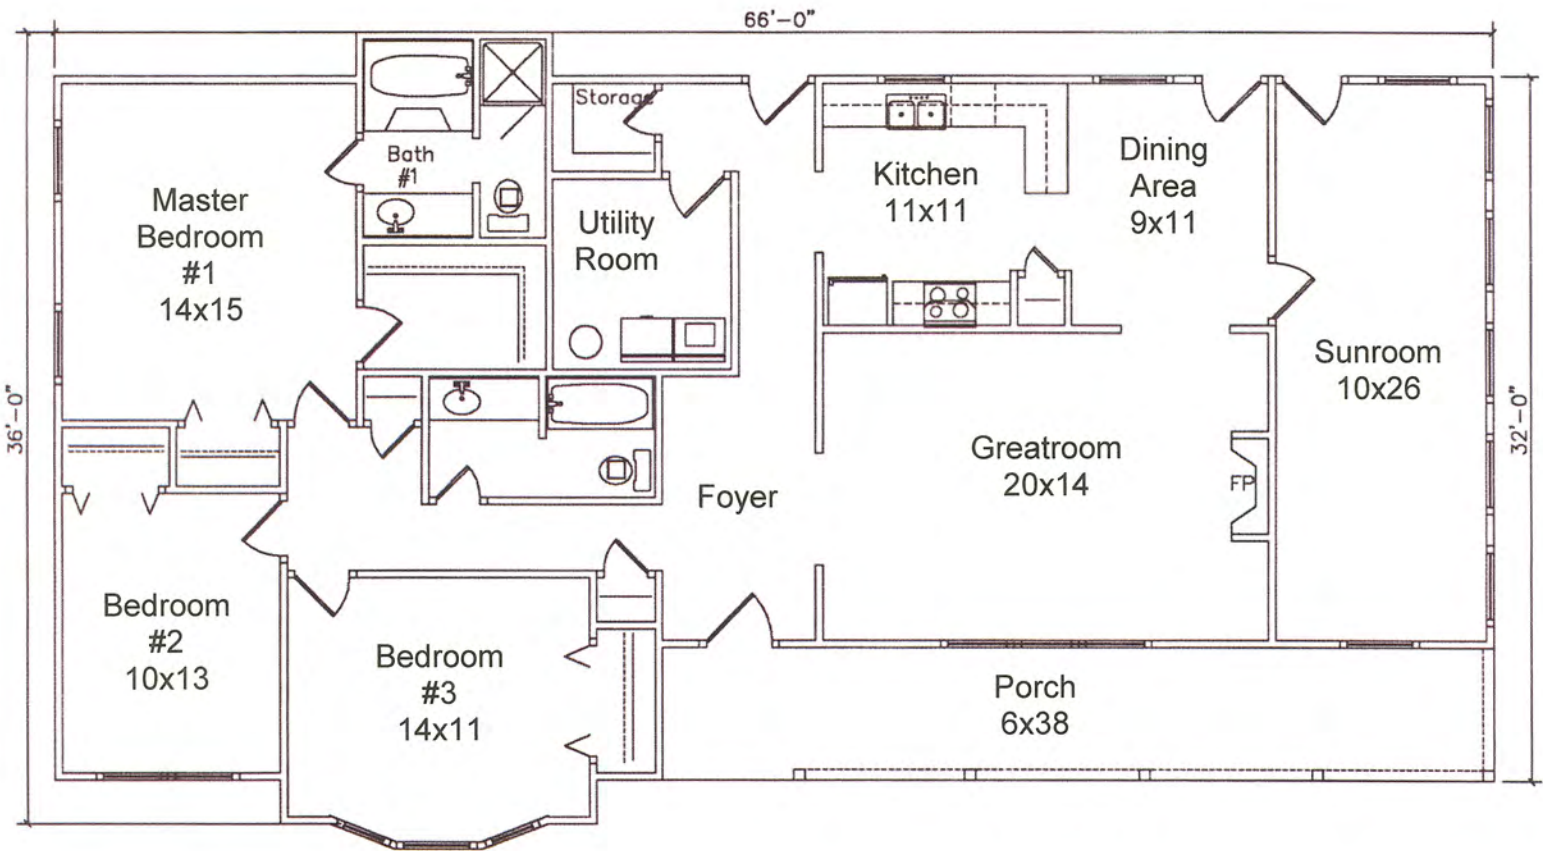 66'-0"
Storage
Bath
#1
Master
Bedroom
#1
14x15
Utility
Room
Kitchen
11x11
Dining
Area
9x11
Sunroom
10x26
36'-0"
32'-0"
Greatroom
20x14
FP
Foyer
Bedroom
#2
10x13
Bedroom
#3
14x11
Porch
6x38